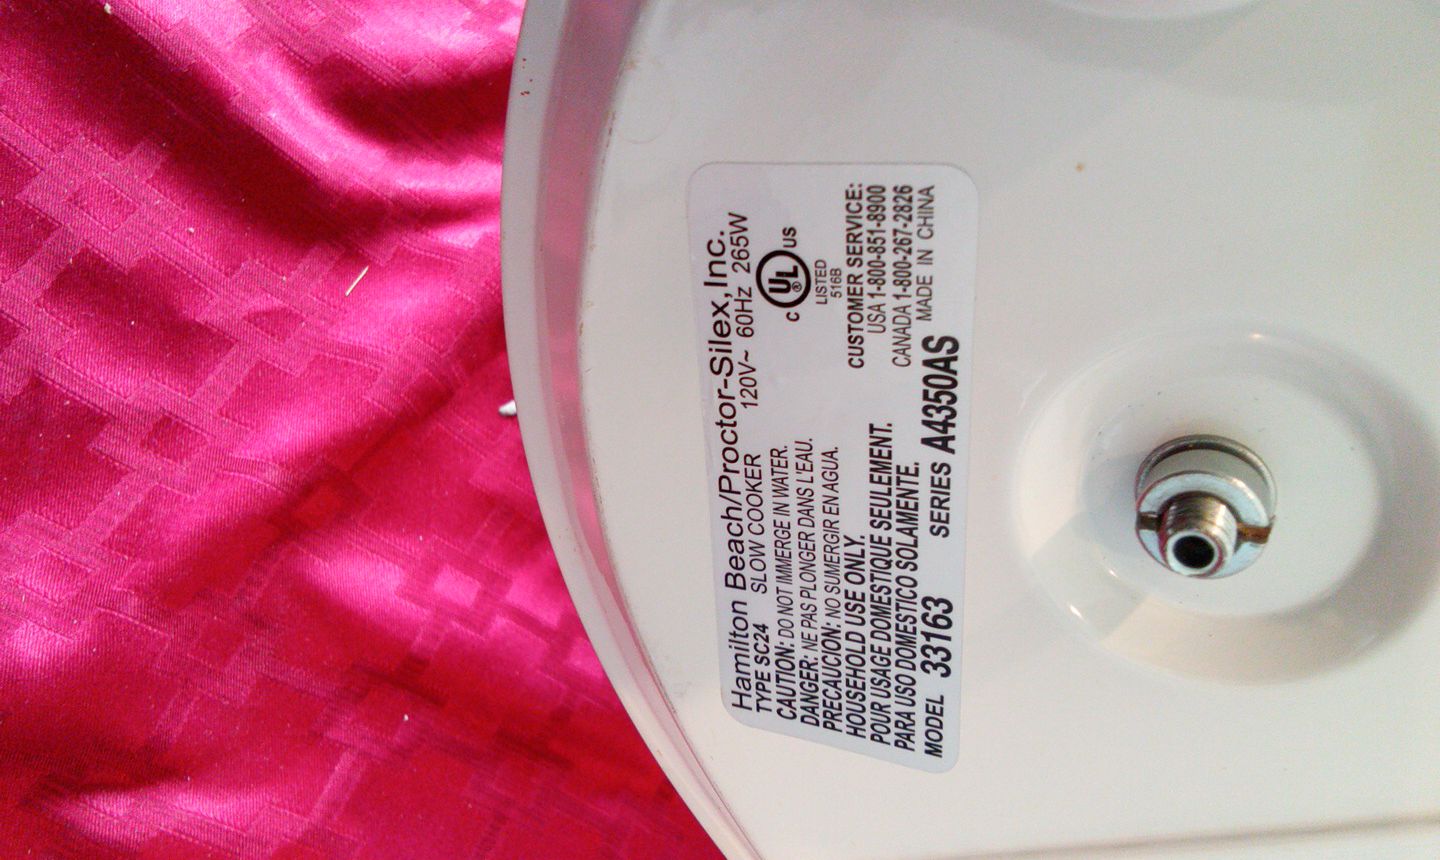 Hamilton Beach/Proctor-Silex,Inc.
TYPE SC24 SLOW COOKER 120V~ 60Hz 265W
CAUTION: DO NOT IMMERGE IN WATER.
DANGER: NE PAS PLONGER DANS L'EAU.
PRECAUCION: NO SUMERGIR EN AGUA.
HOUSEHOLD USE ONLY.
POUR USAGE DOMESTIQUE SEULEMENT.
PARA USO DOMESTICO SOLAMENTE.
MODEL 33163 SERIES A4350AS
C UL ® US
LISTED
516B
CUSTOMER SERVICE:
USA 1-800-851-8900
CANADA 1-800-267-2826
MADE IN CHINA